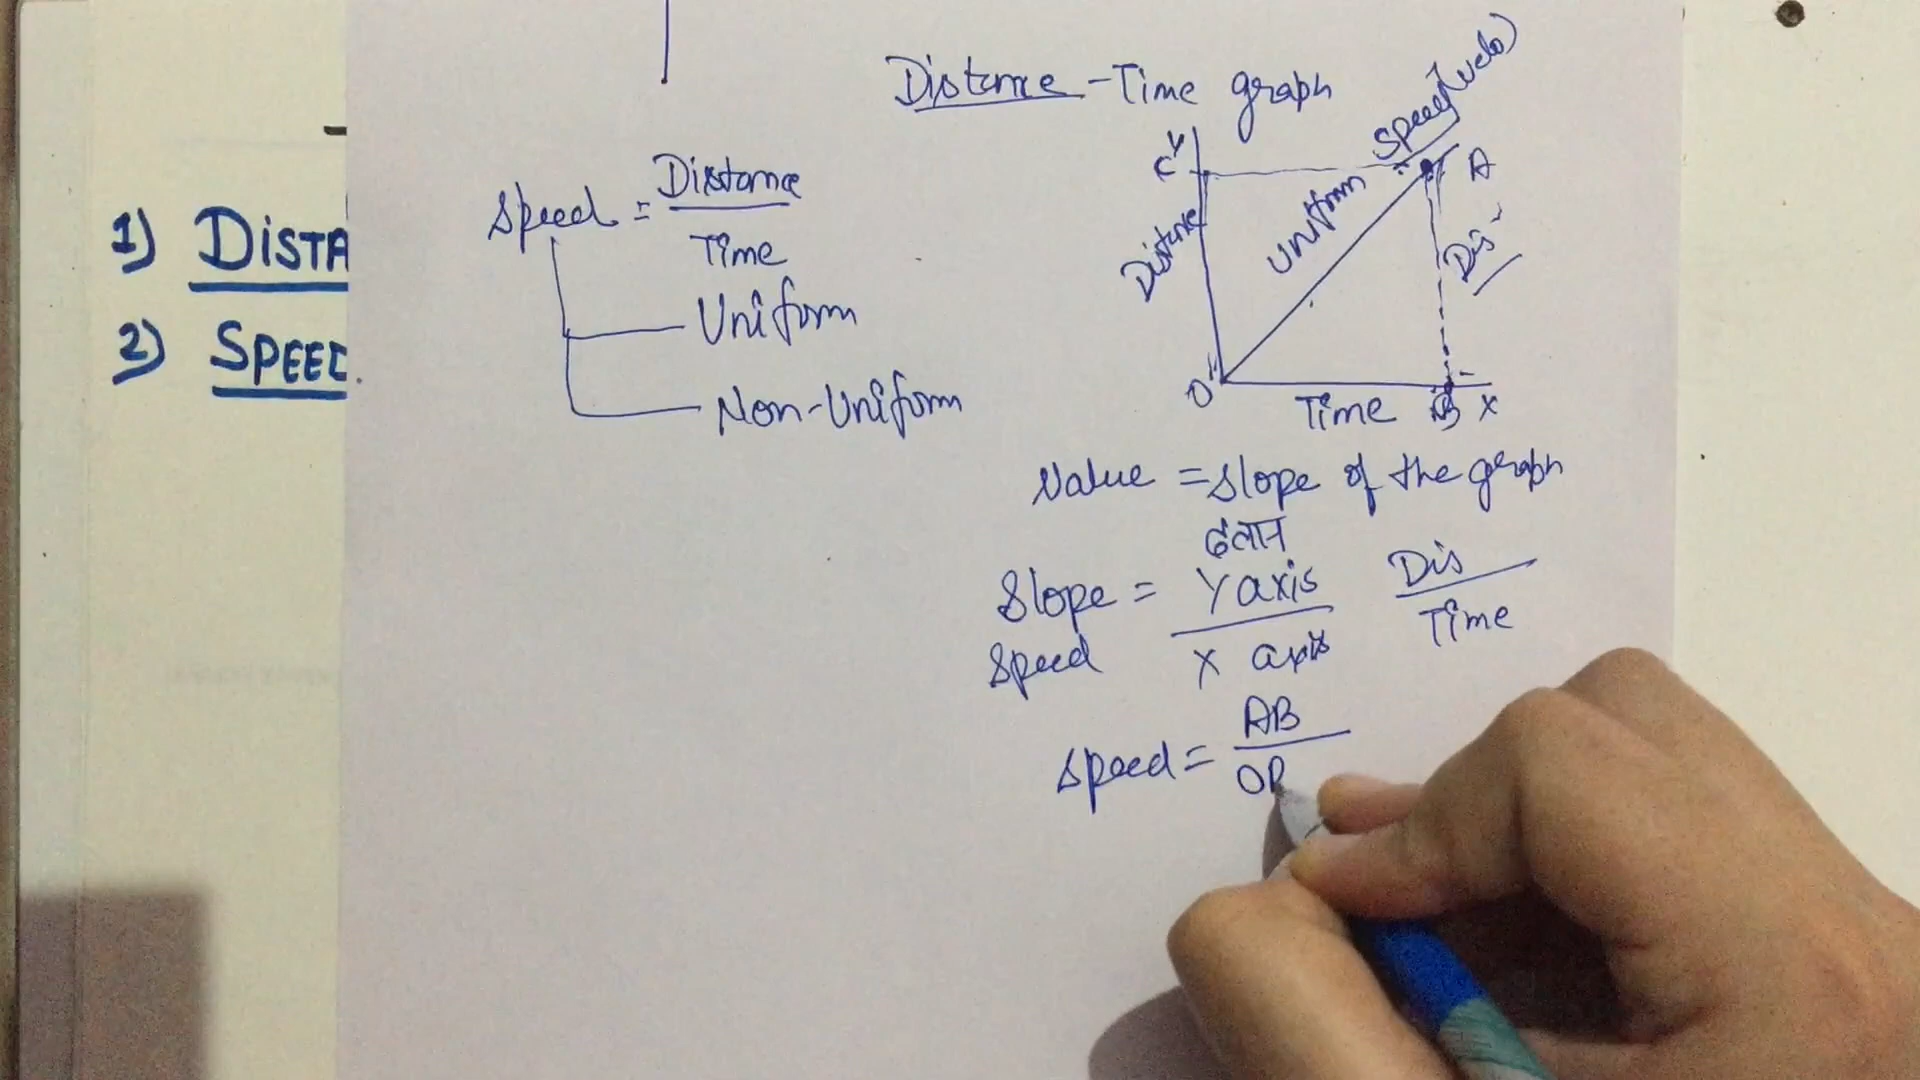 Distance - Time graph
Speed = Distance
Time
Uniform
Non-Uniform
1) DISTA
2) SPEED
Speed (velo)
C Y
A
Distance
Uniform
Dis -
O
Time B X
Value = Slope of the graph
ढलान
Slope = Y axis Dis
Speed X axis Time
Speed = AB
OB